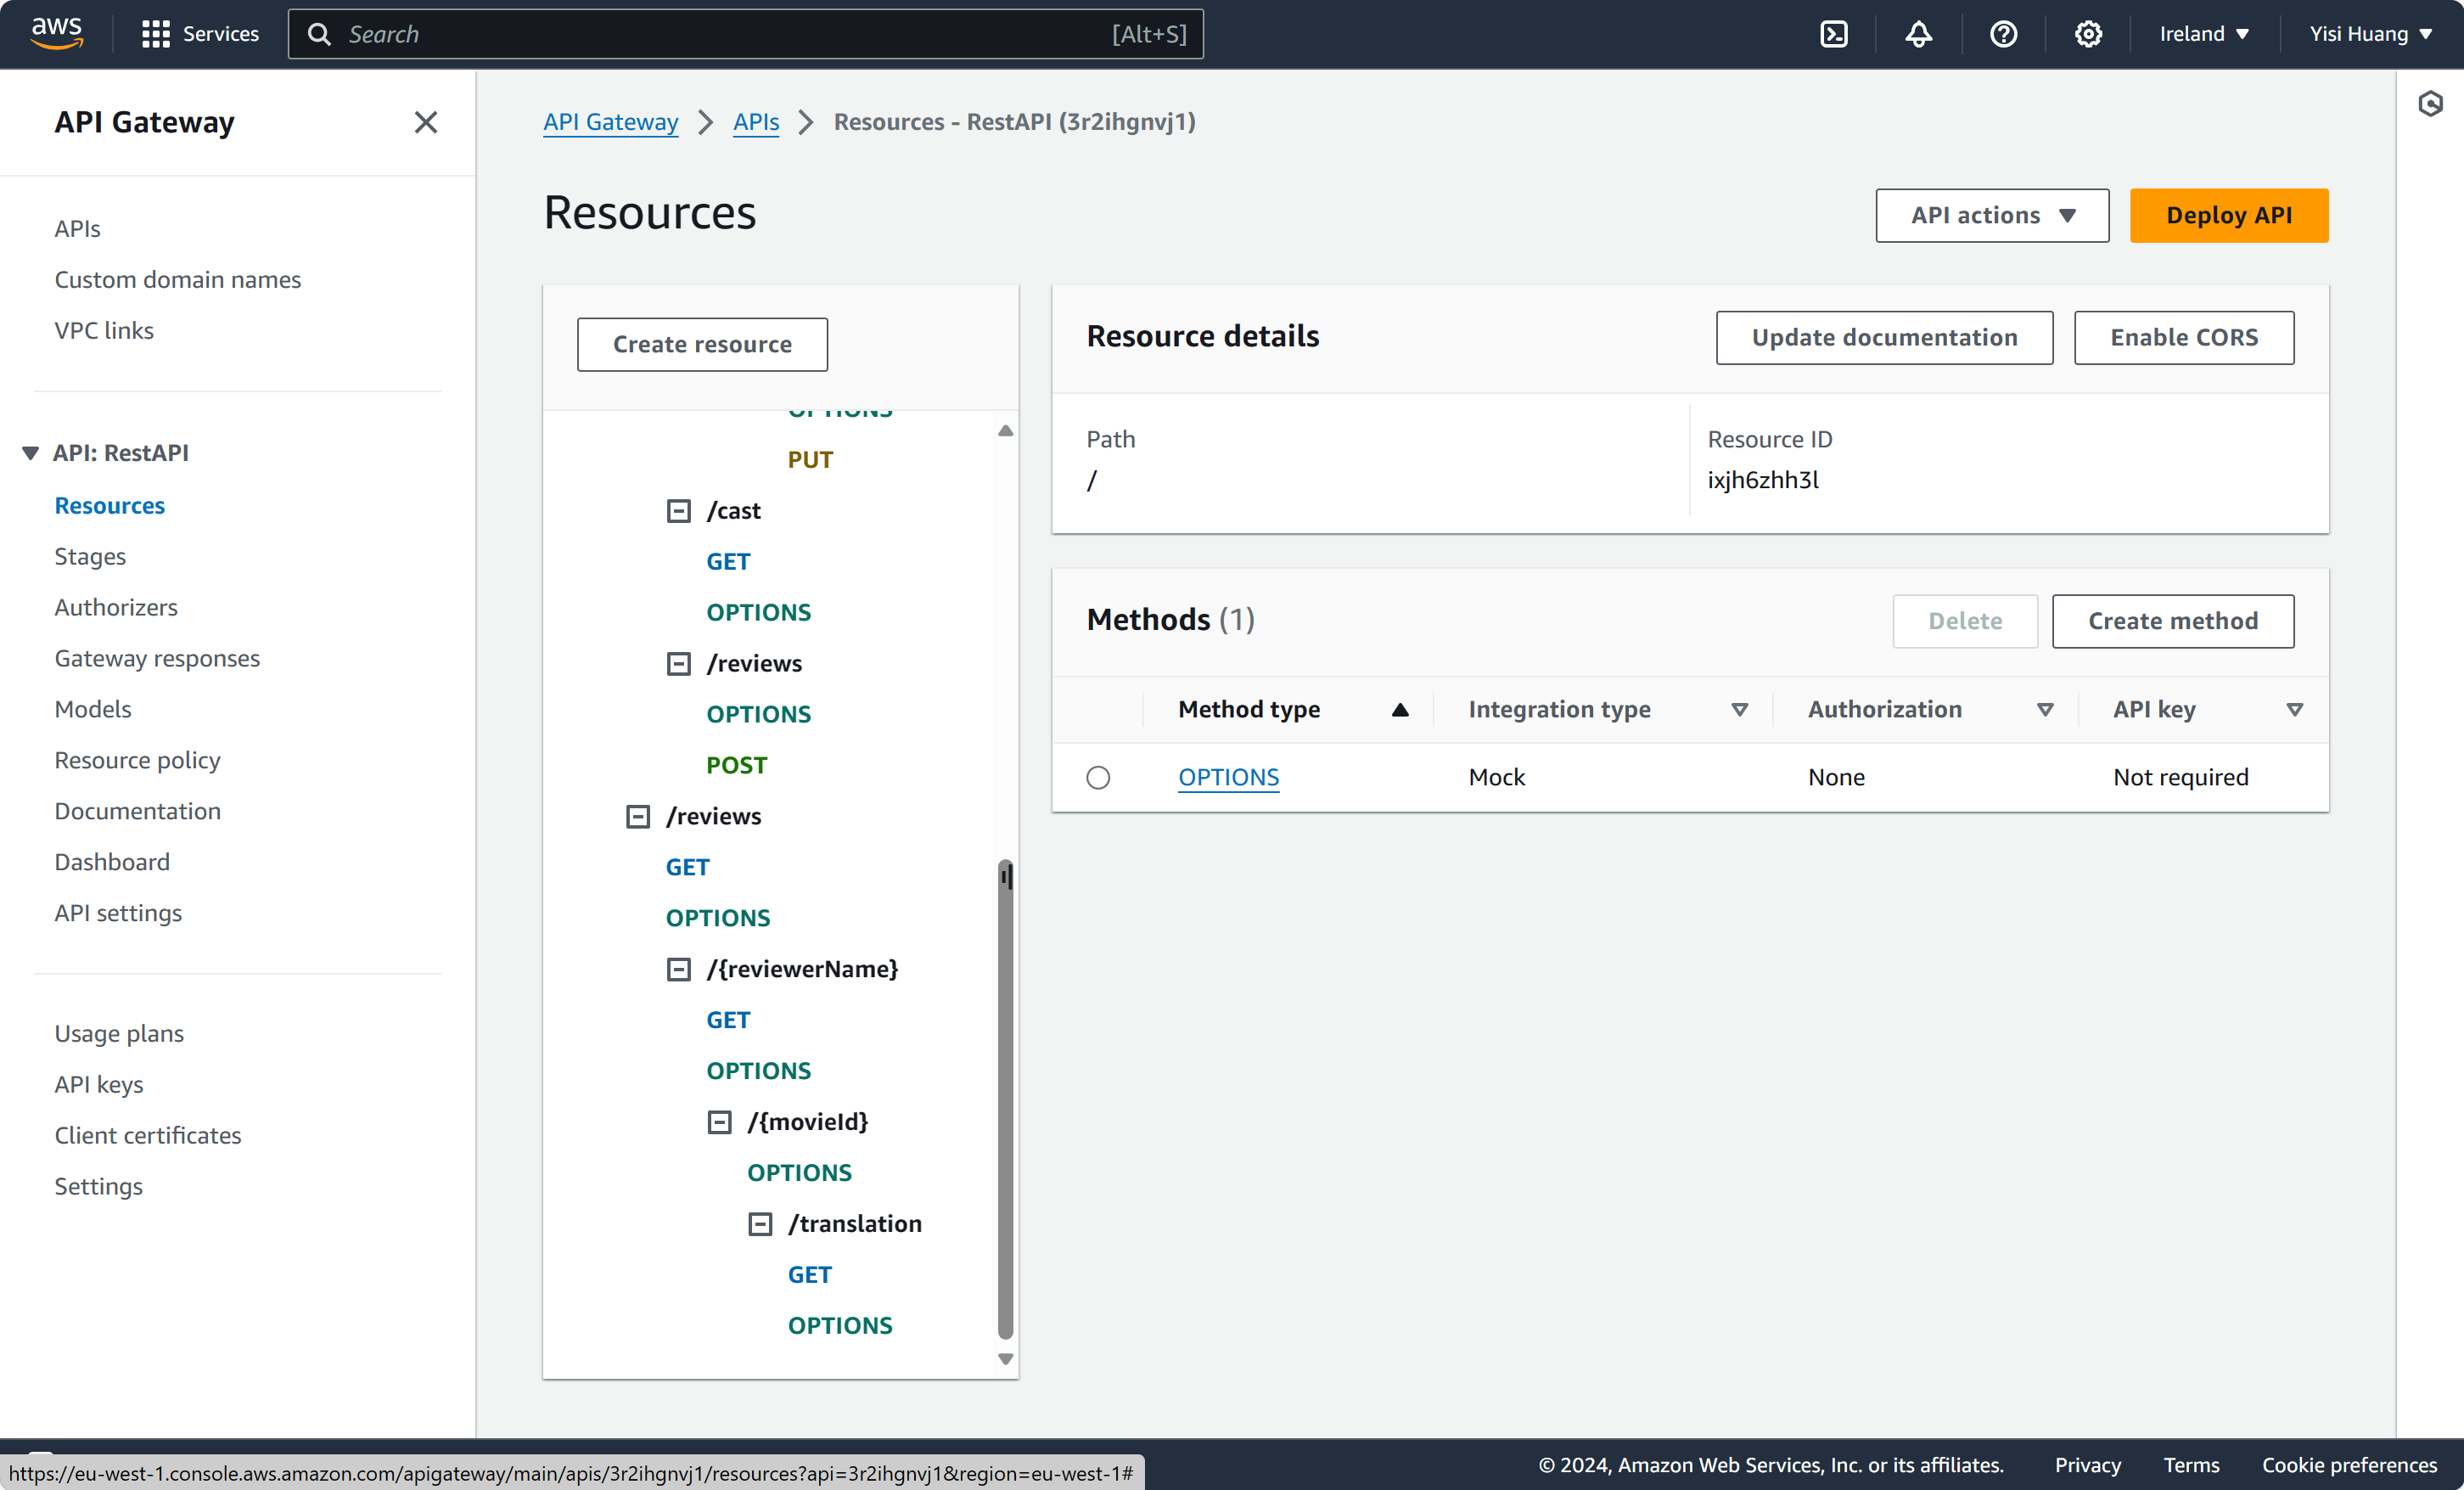 aws
Services
Search
[Alt+S]
Ireland
Yisi Huang
API Gateway
APIs
Custom domain names
VPC links
API: RestAPI
Resources
Stages
Authorizers
Gateway responses
Models
Resource policy
Documentation
Dashboard
API settings
Usage plans
API keys
Client certificates
Settings
API Gateway
APIs
Resources - RestAPI (3r2ihgnvj1)
Resources
API actions
Deploy API
Create resource
OPTIONS
PUT
/cast
GET
OPTIONS
/reviews
OPTIONS
POST
/reviews
GET
OPTIONS
/{reviewerName}
GET
OPTIONS
/{movieId}
OPTIONS
/translation
GET
OPTIONS
Resource details
Update documentation
Enable CORS
Path
/
Resource ID
ixjh6zhh3l
Methods (1)
Delete
Create method
Method type
Integration type
Authorization
API key
OPTIONS
Mock
None
Not required
https://eu-west-1.console.aws.amazon.com/apigateway/main/apis/3r2ihgnvj1/resources?api=3r2ihgnvj1&region=eu-west-1#
© 2024, Amazon Web Services, Inc. or its affiliates.
Privacy
Terms
Cookie preferences